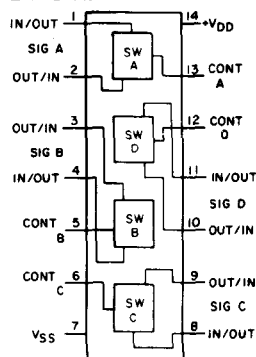 IN/OUT 1 14 +VDD
SIG A SW A
OUT/IN 2 13 CONT A
OUT/IN 3 12 CONT D
SIG B SW D
IN/OUT 4 11 IN/OUT
SIG D
CONT B 5 SW B 10 OUT/IN
CONT C 6 9 OUT/IN
SW C SIG C
VSS 7 8 IN/OUT